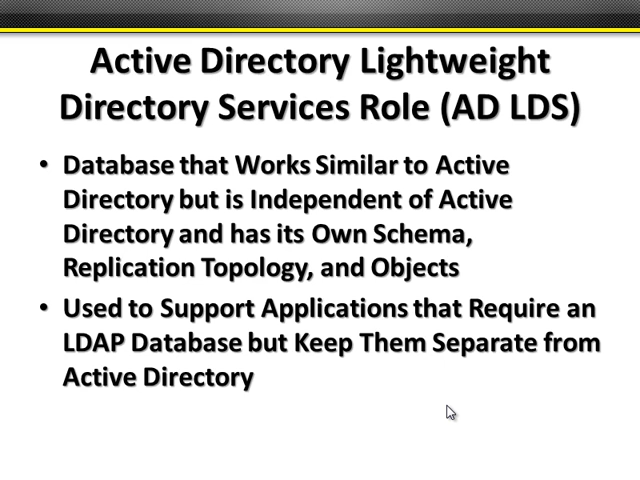 Active Directory Lightweight
Directory Services Role (AD LDS)
• Database that Works Similar to Active
Directory but is Independent of Active
Directory and has its Own Schema,
Replication Topology, and Objects
• Used to Support Applications that Require an
LDAP Database but Keep Them Separate from
Active Directory